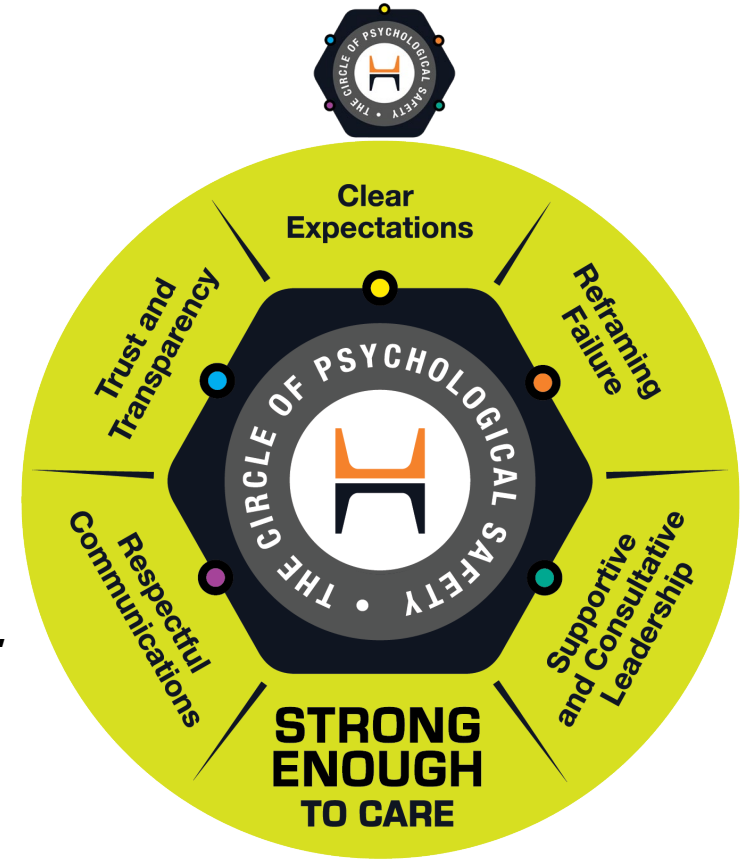 THE CIRCLE OF PSYCHOLOGICAL SAFETY •
Clear
Expectations
Reframing
Failure
Supportive
and Consultative
Leadership
STRONG
ENOUGH
TO CARE
Respectful
Communications
Trust and
Transparency
THE CIRCLE OF PSYCHOLOGICAL SAFETY •